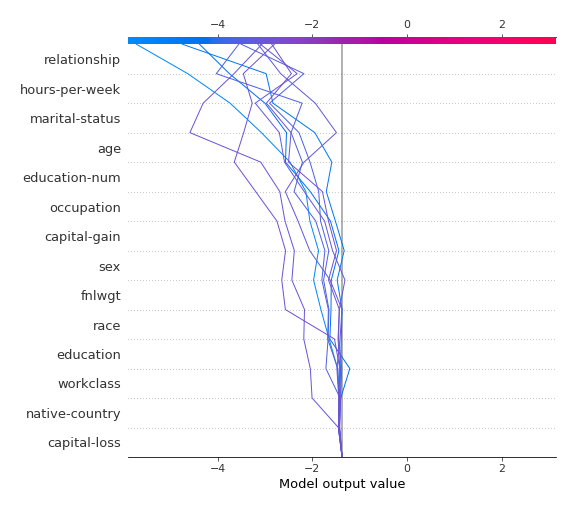 −4 −2 0 2
relationship
hours-per-week
marital-status
age
education-num
occupation
capital-gain
sex
fnlwgt
race
education
workclass
native-country
capital-loss
−4 −2 0 2
Model output value